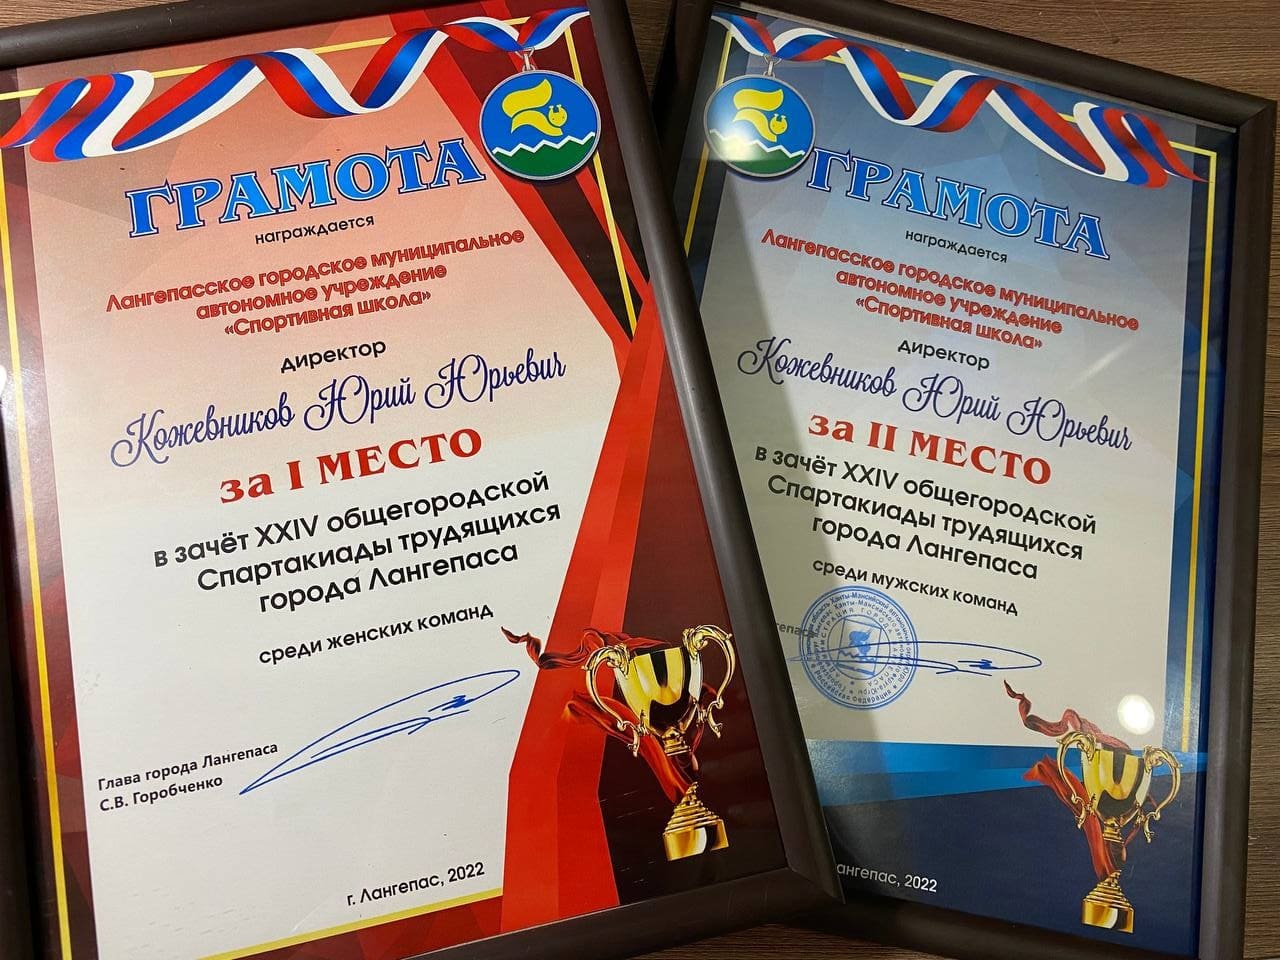 ГРАМОТА
награждается
Лангепасское городское муниципальное
автономное учреждение
«Спортивная школа»
директор
Кожевников Юрий Юрьевич
за I МЕСТО
в зачёт XXIV общегородской
Спартакиады трудящихся
города Лангепаса
среди женских команд
Глава города Лангепаса
С.В. Горобченко
г. Лангепас, 2022
ГРАМОТА
награждается
Лангепасское городское муниципальное
автономное учреждение
«Спортивная школа»
директор
Кожевников Юрий Юрьевич
за II МЕСТО
в зачёт XXIV общегородской
Спартакиады трудящихся
города Лангепаса
среди мужских команд
ангепас, 2022